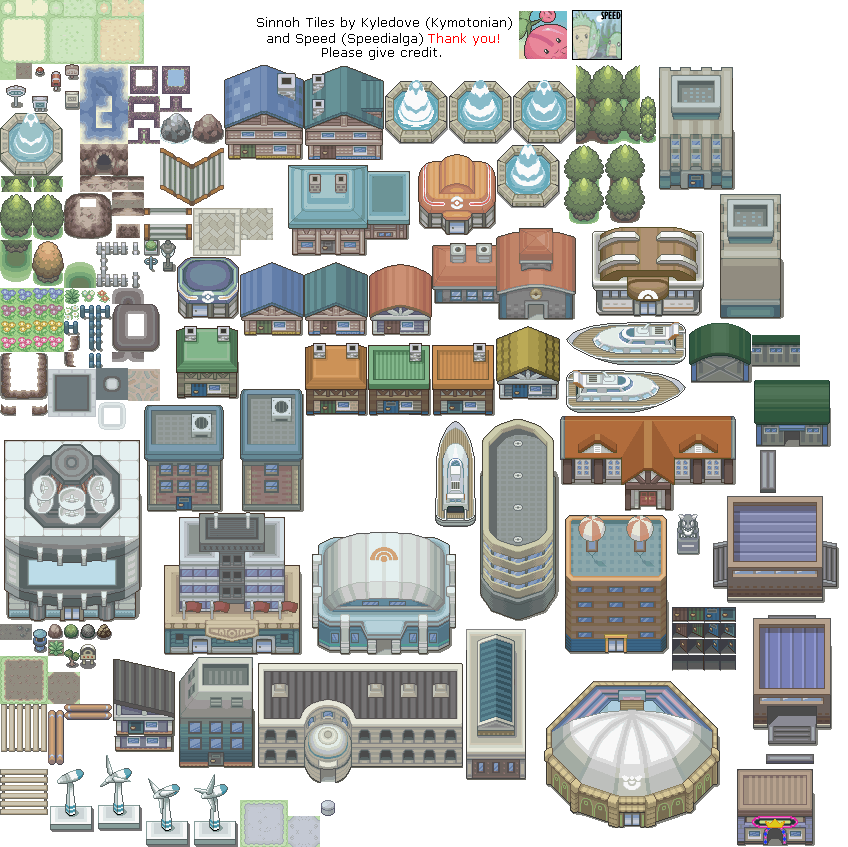 Sinnoh Tiles by Kyledove (Kymotonian)
and Speed (Speedialga) Thank you!
Please give credit.
SPEED